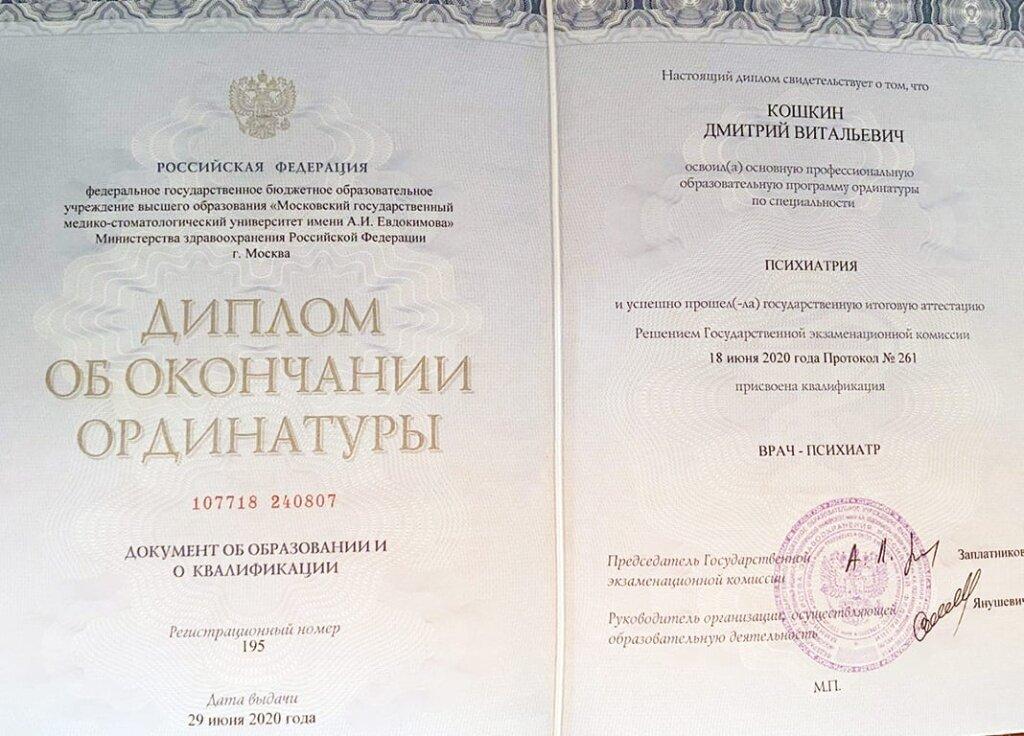 РОССИЙСКАЯ ФЕДЕРАЦИЯ
федеральное государственное бюджетное образовательное
учреждение высшего образования «Московский государственный
медико-стоматологический университет имени А.И. Евдокимова»
Министерства здравоохранения Российской Федерации
г. Москва
ДИПЛОМ
ОБ ОКОНЧАНИИ
ОРДИНАТУРЫ
107718 240807
ДОКУМЕНТ ОБ ОБРАЗОВАНИИ И
О КВАЛИФИКАЦИИ
Регистрационный номер
195
Дата выдачи
29 июня 2020 года
Настоящий диплом свидетельствует о том, что
КОШКИН
ДМИТРИЙ ВИТАЛЬЕВИЧ
освоил(а) основную профессиональную
образовательную программу ординатуры
по специальности
ПСИХИАТРИЯ
и успешно прошел(-ла) государственную итоговую аттестацию
Решением Государственной экзаменационной комиссии
18 июня 2020 года Протокол № 261
присвоена квалификация
ВРАЧ - ПСИХИАТР
Председатель Государственной
экзаменационной комиссии
Заплатников
Руководитель организации, осуществляющей
образовательную деятельность
Янушевич
М.П.